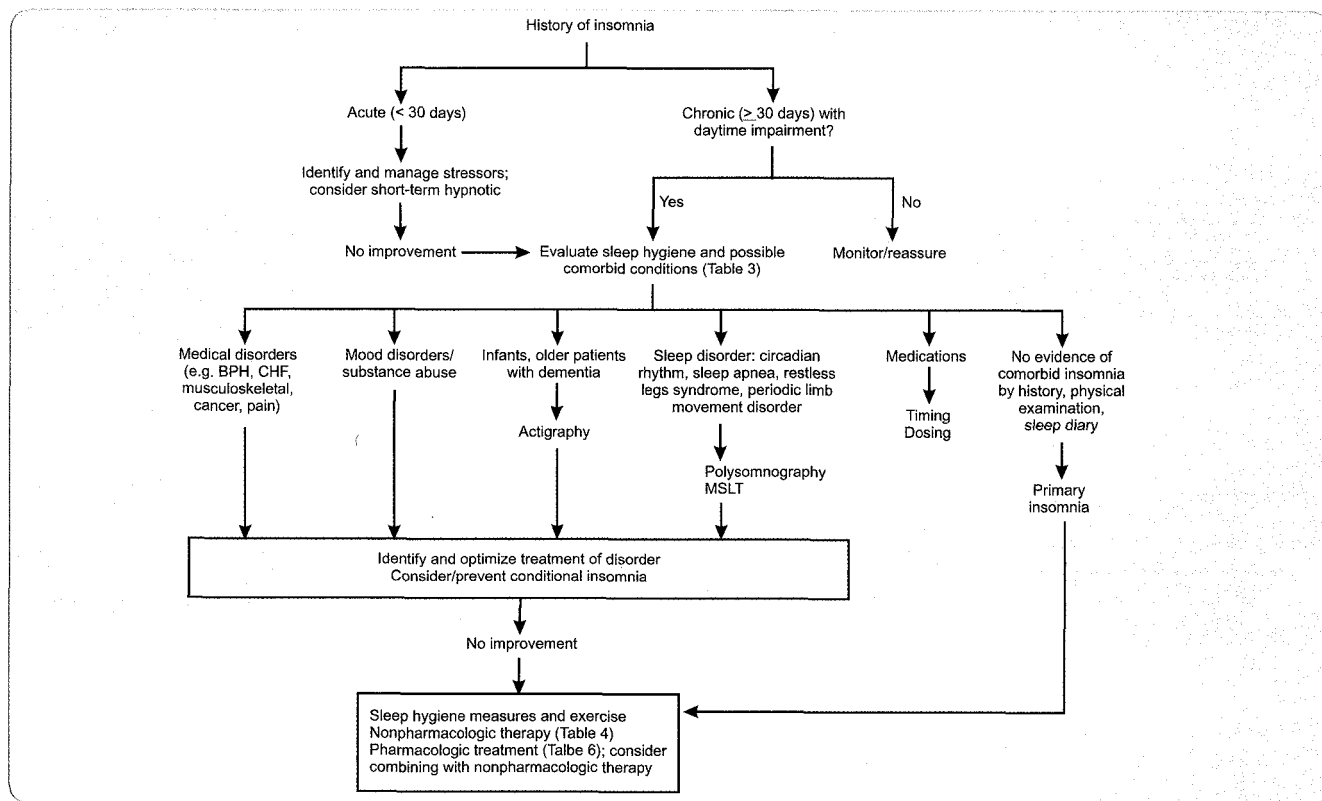 History of insomnia
Acute (< 30 days)
Chronic (≥ 30 days) with
daytime impairment?
Identify and manage stressors;
consider short-term hypnotic
Yes
No
No improvement
Evaluate sleep hygiene and possible
comorbid conditions (Table 3)
Monitor/reassure
Medical disorders
(e.g. BPH, CHF,
musculoskeletal,
cancer, pain)
Mood disorders/
substance abuse
Infants, older patients
with dementia
Actigraphy
Sleep disorder: circadian
rhythm, sleep apnea, restless
legs syndrome, periodic limb
movement disorder
Polysomnography
MSLT
Medications
Timing
Dosing
No evidence of
comorbid insomnia
by history, physical
examination,
sleep diary
Primary
insomnia
Identify and optimize treatment of disorder
Consider/prevent conditional insomnia
No improvement
Sleep hygiene measures and exercise
Nonpharmacologic therapy (Table 4)
Pharmacologic treatment (Talbe 6); consider
combining with nonpharmacologic therapy